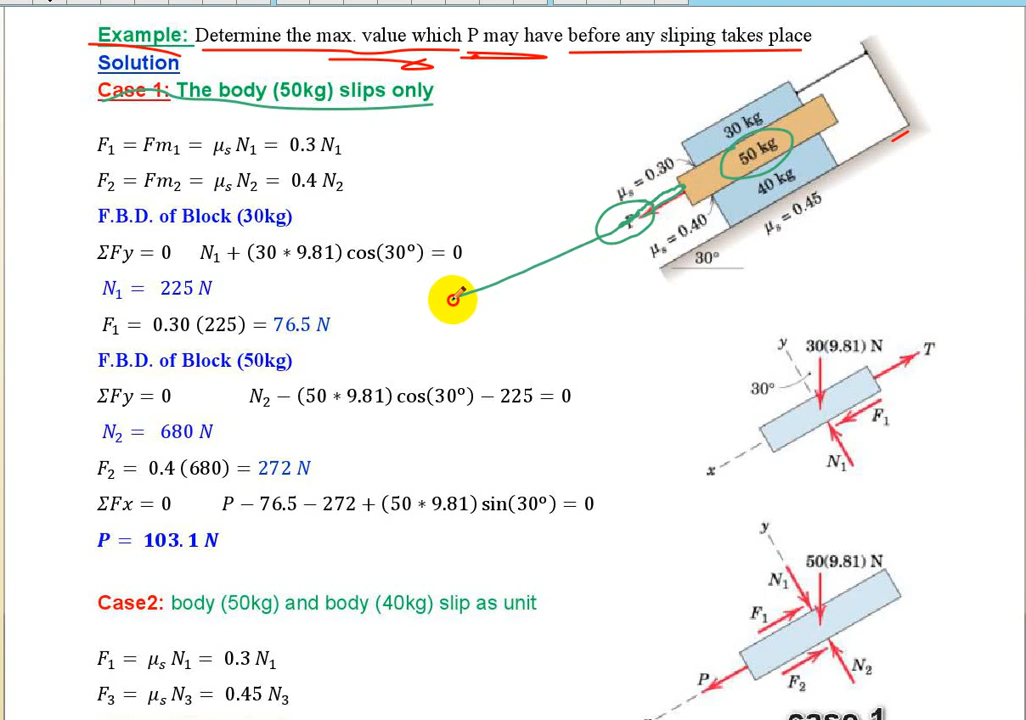 Example: Determine the max. value which P may have before any sliping takes place
Solution
Case 1: The body (50kg) slips only
F₁ = Fm₁ = μₛ N₁ = 0.3 N₁
F₂ = Fm₂ = μₛ N₂ = 0.4 N₂
F.B.D. of Block (30kg)
ΣFy = 0 N₁ + (30 * 9.81) cos(30°) = 0
N₁ = 225 N
F₁ = 0.30 (225) = 76.5 N
F.B.D. of Block (50kg)
ΣFy = 0 N₂ − (50 * 9.81) cos(30°) − 225 = 0
N₂ = 680 N
F₂ = 0.4 (680) = 272 N
ΣFx = 0 P − 76.5 − 272 + (50 * 9.81) sin(30°) = 0
P = 103.1 N
Case2: body (50kg) and body (40kg) slip as unit
F₁ = μₛ N₁ = 0.3 N₁
F₃ = μₛ N₃ = 0.45 N₃
30 kg
50 kg
40 kg
μₛ = 0.30
P
μₛ = 0.40
μₛ = 0.45
30°
y
30(9.81) N
T
30°
F₁
x
N₁
y
50(9.81) N
N₁
F₁
P
F₂
N₂
case 1